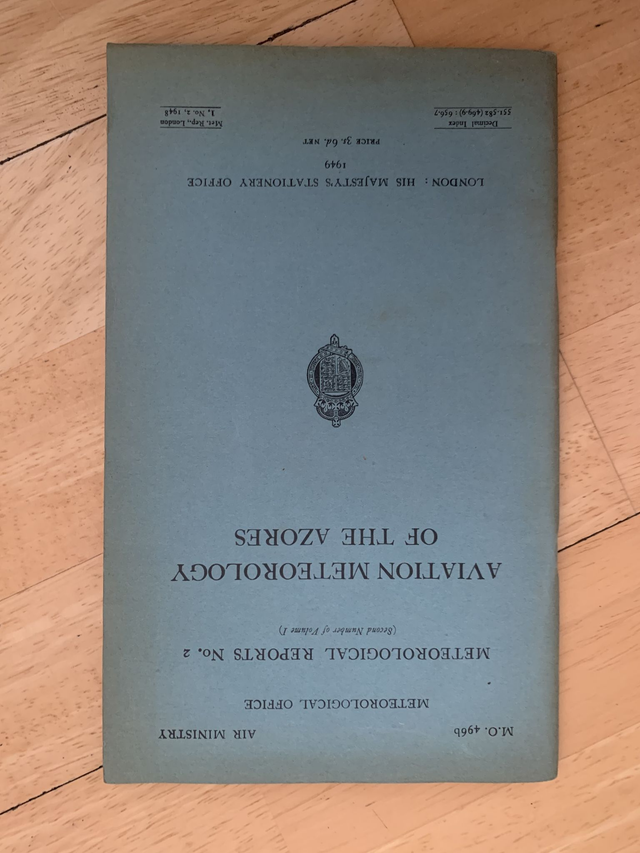 M.O. 496b AIR MINISTRY
METEOROLOGICAL OFFICE
METEOROLOGICAL REPORTS No. 2
(Second Number of Volume I)
AVIATION METEOROLOGY
OF THE AZORES
LONDON : HIS MAJESTY'S STATIONERY OFFICE
1949
PRICE 3s. 6d. NET
Decimal Index Met. Rep., London
551.582 (469.9) : 656.7 1, No. 2, 1948